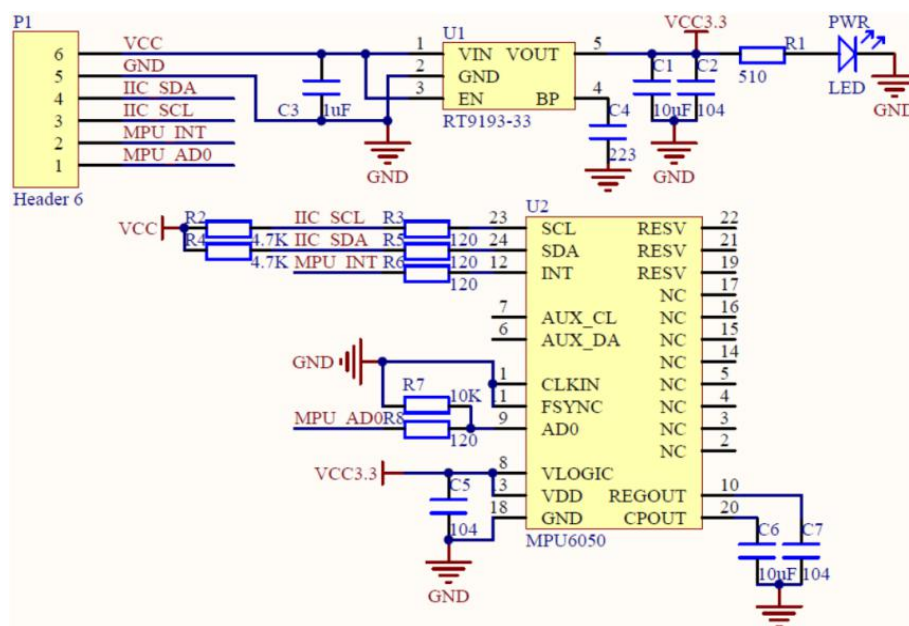 P1
6 VCC
5 GND
4 IIC_SDA
3 IIC_SCL
2 MPU_INT
1 MPU_AD0
Header 6
C3 1uF
GND
U1
1 VIN VOUT 5
2 GND
3 EN BP 4
RT9193-33
C4
223
VCC3.3
C1 C2
10uF 104
GND
R1
510
PWR
LED
GND
U2
VCC R2 IIC_SCL R3 23 SCL RESV 22
R4 4.7K IIC_SDA R5 120 24 SDA RESV 21
4.7K MPU_INT R6 120 12 INT RESV 19
120 NC 17
7 AUX_CL NC 16
6 AUX_DA NC 15
NC 14
GND 1 CLKIN NC 5
R7 10K 11 FSYNC NC 4
MPU_AD0 R8 9 AD0 NC 3
120 NC 2
VCC3.3 8 VLOGIC
C5 13 VDD REGOUT 10
104 18 GND CPOUT 20
MPU6050
C6 C7
10uF 104
GND
GND